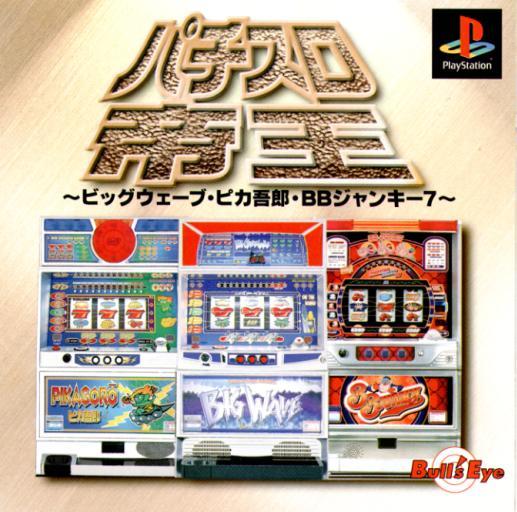 パチスロ
帝王
PlayStation
～ビッグウェーブ・ピカ吾郎・BBジャンキー7～
PIKAGORO
ピカ吾郎
BIG WAVE
Bull's Eye